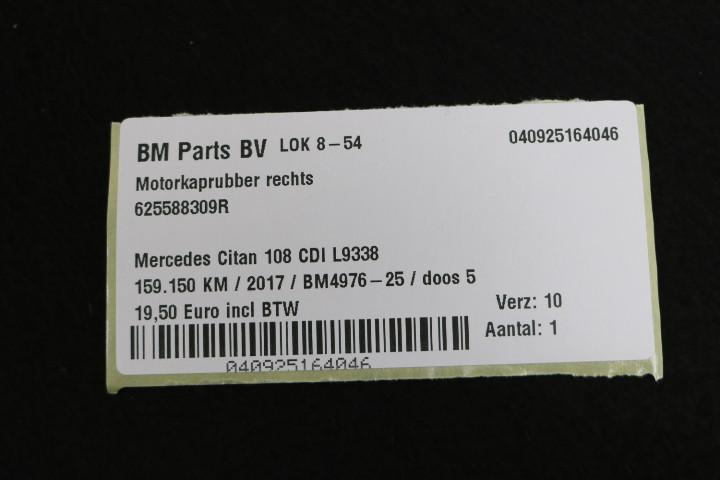 BM Parts BV LOK 8-54 040925164046
Motorkaprubber rechts
625588309R
Mercedes Citan 108 CDI L9338
159.150 KM / 2017 / BM4976-25 / doos 5
19,50 Euro incl BTW Verz: 10
Aantal: 1
040925164046